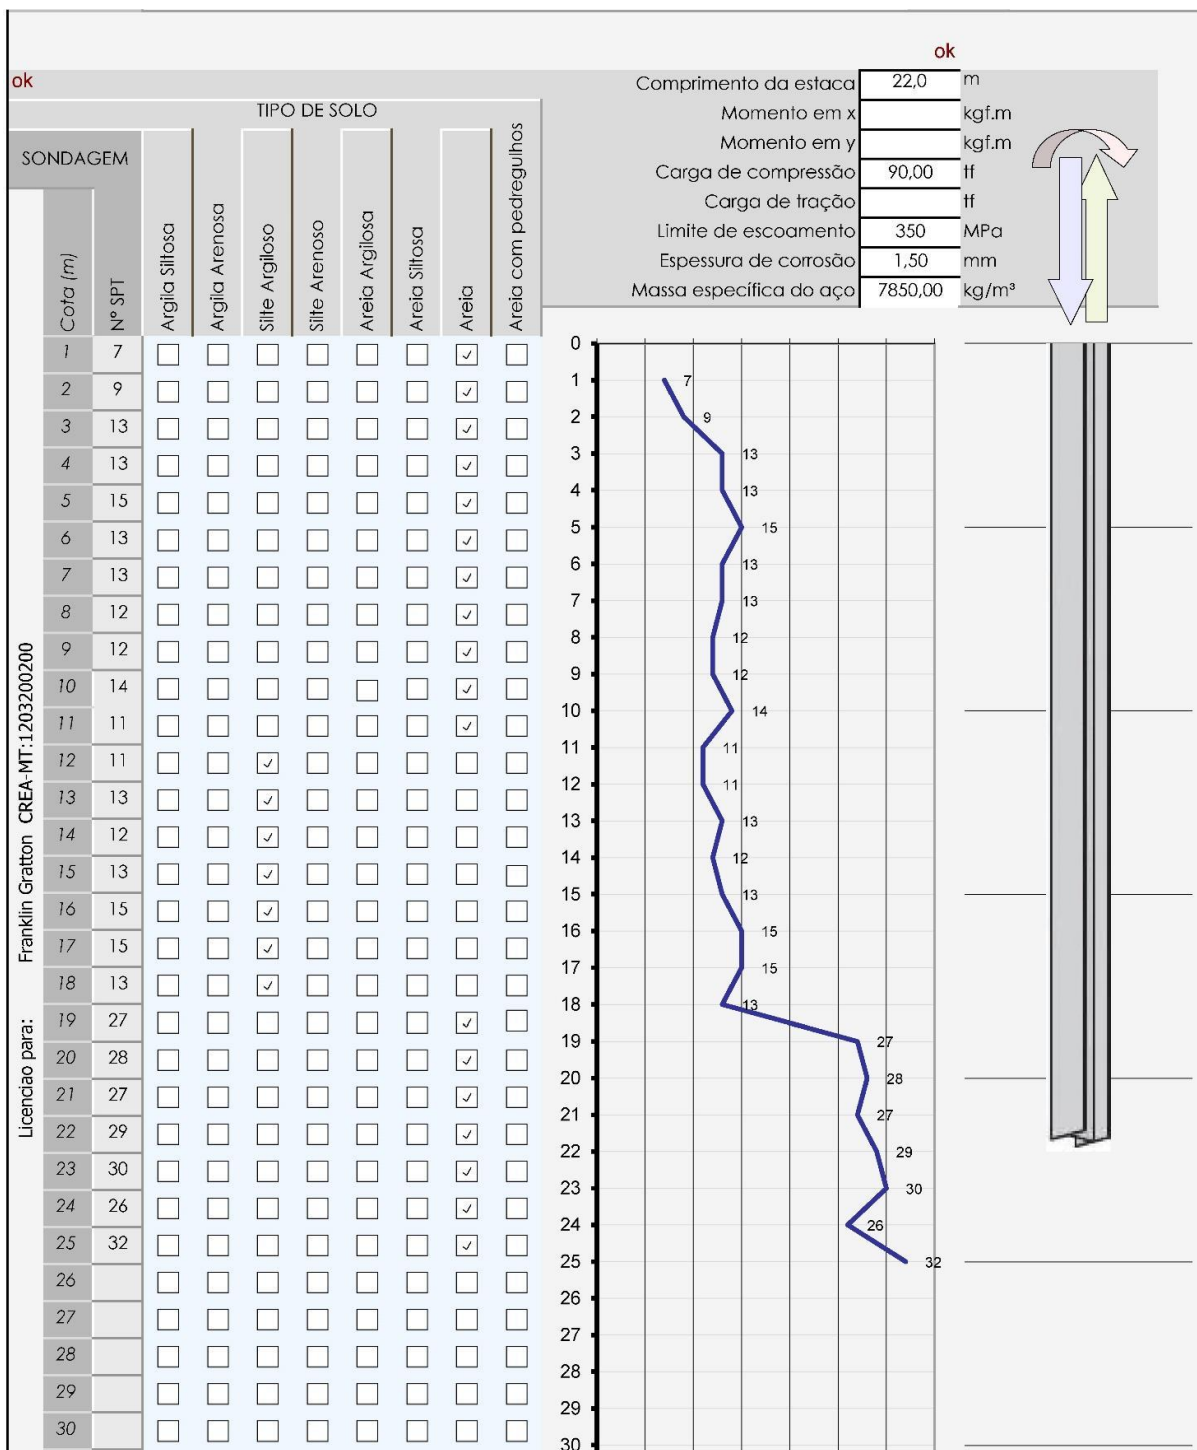 ok
ok
Comprimento da estaca 22,0 m
Momento em x kgf.m
Momento em y kgf.m
Carga de compressão 90,00 tf
Carga de tração tf
Limite de escoamento 350 MPa
Espessura de corrosão 1,50 mm
Massa específica do aço 7850,00 kg/m³
TIPO DE SOLO
SONDAGEM
Cota (m)
Nº SPT
Argila Siltosa
Argila Arenosa
Silte Argiloso
Silte Arenoso
Areia Argilosa
Areia Siltosa
Areia
Areia com pedregulhos
1 7
2 9
3 13
4 13
5 15
6 13
7 13
8 12
9 12
10 14
11 11
12 11
13 13
14 12
15 13
16 15
17 15
18 13
19 27
20 28
21 27
22 29
23 30
24 26
25 32
26
27
28
29
30
Licenciao para: Franklin Gratton CREA-MT:1203200200
0
1 7
2 9
3 13
4 13
5 15
6 13
7 13
8 12
9 12
10 14
11 11
12 11
13 13
14 12
15 13
16 15
17 15
18 13
19 27
20 28
21 27
22 29
23 30
24 26
25 32
26
27
28
29
30